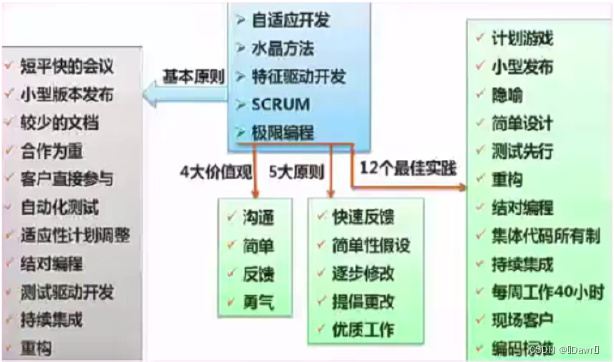 自适应开发
水晶方法
特征驱动开发
SCRUM
极限编程
基本原则
短平快的会议
小型版本发布
较少的文档
合作为重
客户直接参与
自动化测试
适应性计划调整
结对编程
测试驱动开发
持续集成
重构
4大价值观
沟通
简单
反馈
勇气
5大原则
快速反馈
简单性假设
逐步修改
提倡更改
优质工作
12个最佳实践
计划游戏
小型发布
隐喻
简单设计
测试先行
重构
结对编程
集体代码所有制
持续集成
每周工作40小时
现场客户
编码标准